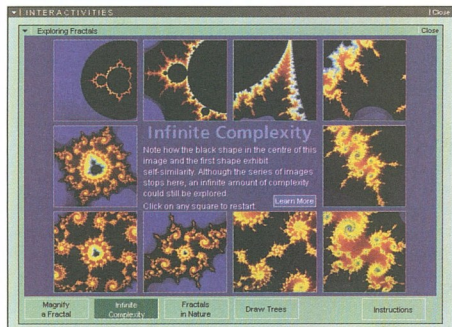 INTERACTIVITIES
Close
Exploring Fractals
Close
Infinite Complexity
Note how the black shape in the centre of this
image and the first shape exhibit
self-similarity. Although the series of images
stops here, an infinite amount of complexity
could still be explored.
Click on any square to restart.
Learn More
Magnify
a Fractal
Infinite
Complexity
Fractals
in Nature
Draw Trees
Instructions